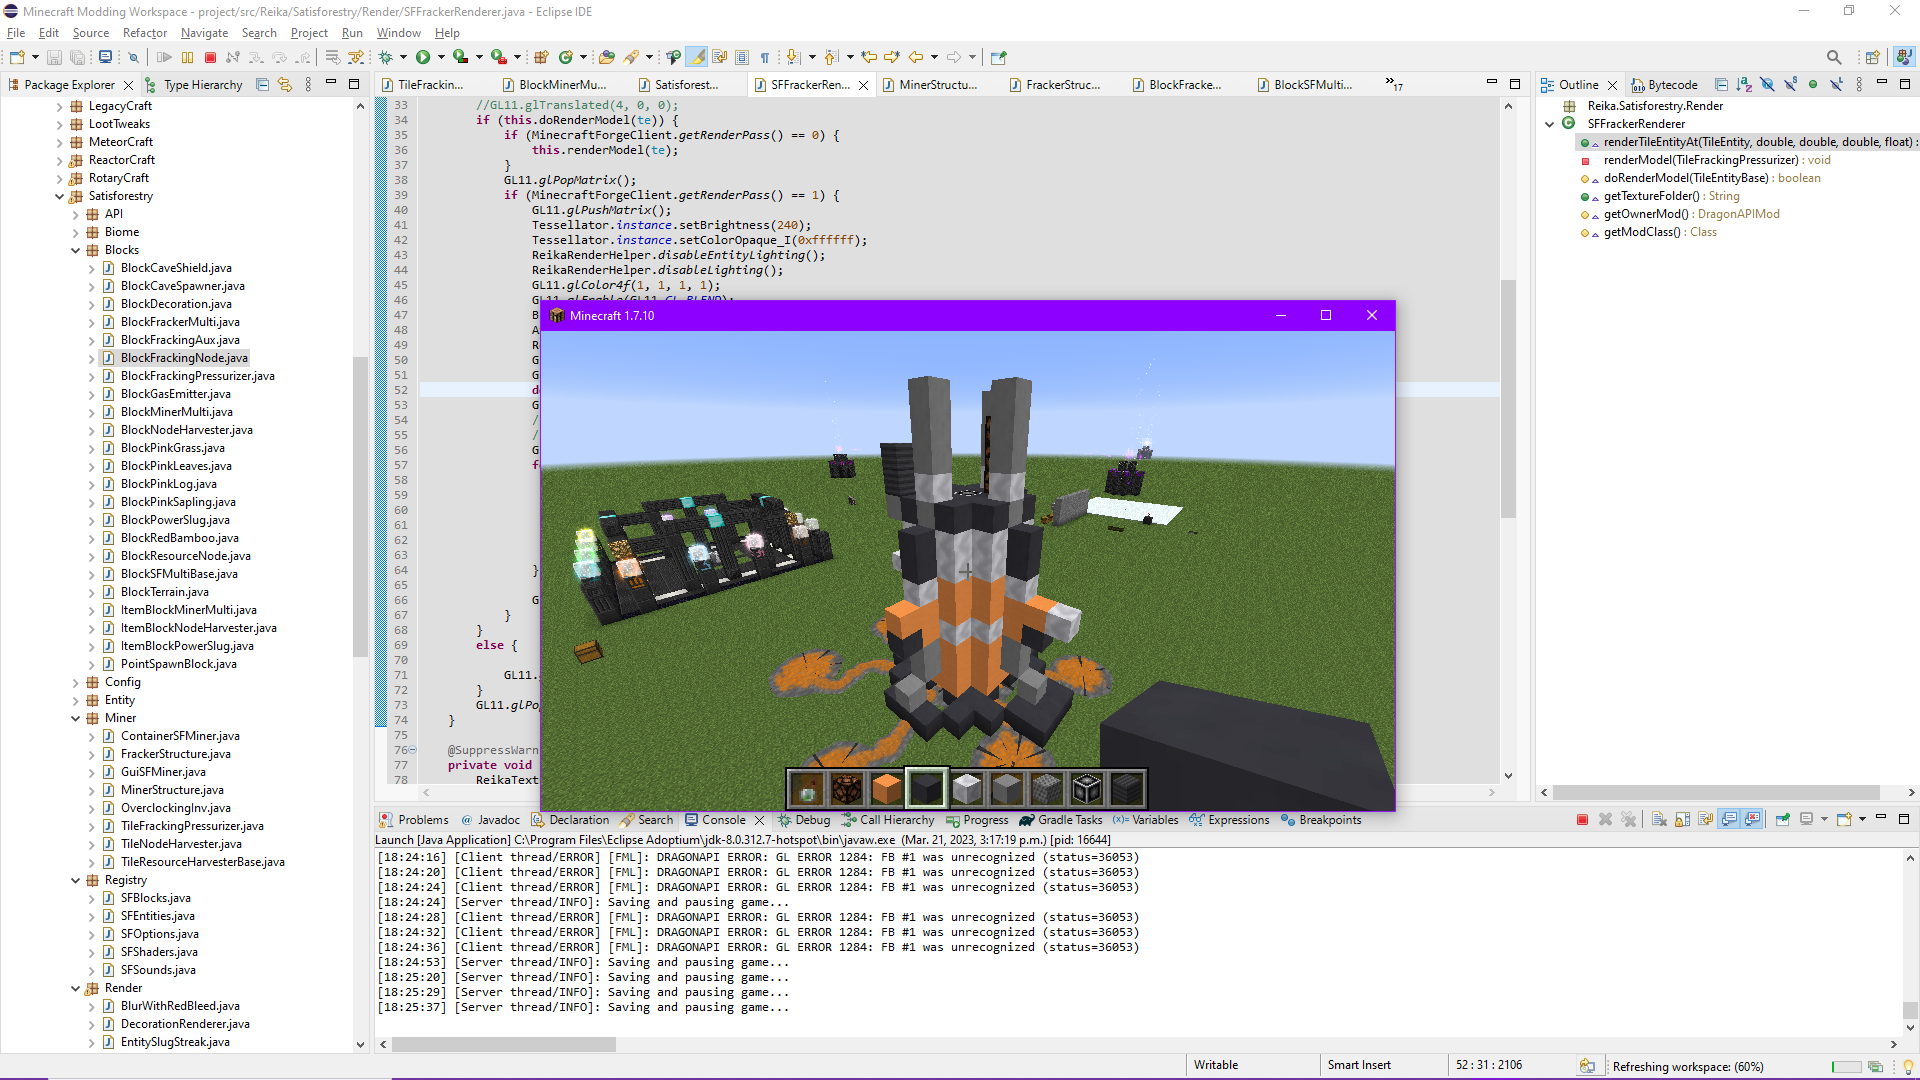 Minecraft Modding Workspace - project/src/Reika/Satisforestry/Render/SFFrackerRenderer.java - Eclipse IDE
File Edit Source Refactor Navigate Search Project Run Window Help
Package Explorer Type Hierarchy
LegacyCraft
LootTweaks
MeteorCraft
ReactorCraft
RotaryCraft
Satisforestry
API
Biome
Blocks
BlockCaveShield.java
BlockCaveSpawner.java
BlockDecoration.java
BlockFrackerMulti.java
BlockFrackingAux.java
BlockFrackingNode.java
BlockFrackingPressurizer.java
BlockGasEmitter.java
BlockMinerMulti.java
BlockNodeHarvester.java
BlockPinkGrass.java
BlockPinkLeaves.java
BlockPinkLog.java
BlockPinkSapling.java
BlockPowerSlug.java
BlockRedBamboo.java
BlockResourceNode.java
BlockSFMultiBase.java
BlockTerrain.java
ItemBlockMinerMulti.java
ItemBlockNodeHarvester.java
ItemBlockPowerSlug.java
PointSpawnBlock.java
Config
Entity
Miner
ContainerSFMiner.java
FrackerStructure.java
GuiSFMiner.java
MinerStructure.java
OverclockingInv.java
TileFrackingPressurizer.java
TileNodeHarvester.java
TileResourceHarvesterBase.java
Registry
SFBlocks.java
SFEntities.java
SFOptions.java
SFShaders.java
SFSounds.java
Render
BlurWithRedBleed.java
DecorationRenderer.java
EntitySlugStreak.java
TileFrackin... BlockMinerMu... Satisforest... SFFrackerRen... MinerStructu... FrackerStruc... BlockFracke... BlockSFMulti... »17
33 //GL11.glTranslated(4, 0, 0);
34 if (this.doRenderModel(te)) {
35 if (MinecraftForgeClient.getRenderPass() == 0) {
36 this.renderModel(te);
37 }
38 GL11.glPopMatrix();
39 if (MinecraftForgeClient.getRenderPass() == 1) {
40 GL11.glPushMatrix();
41 Tessellator.instance.setBrightness(240);
42 Tessellator.instance.setColorOpaque_I(0xffffff);
43 ReikaRenderHelper.disableEntityLighting();
44 ReikaRenderHelper.disableLighting();
45 GL11.glColor4f(1, 1, 1, 1);
46 GL11.glEnable(GL11.GL_BLEND);
47 B
48 A
49 R
50 G
51 G
52 d
53 G
54 /
55 /
56 G
57 f
58
59
60
61
62
63
64 }
65
66 G
67 }
68 }
69 else {
70
71 GL11.
72 }
73 GL11.glPo
74 }
75
76 @SuppressWarn
77 private void
78 ReikaText
Minecraft 1.7.10
Outline Bytecode
Reika.Satisforestry.Render
SFFrackerRenderer
renderTileEntityAt(TileEntity, double, double, double, float) :
renderModel(TileFrackingPressurizer) : void
doRenderModel(TileEntityBase) : boolean
getTextureFolder() : String
getOwnerMod() : DragonAPIMod
getModClass() : Class
Problems Javadoc Declaration Search Console Debug Call Hierarchy Progress Gradle Tasks Variables Expressions Breakpoints
Launch [Java Application] C:\Program Files\Eclipse Adoptium\jdk-8.0.312.7-hotspot\bin\javaw.exe (Mar. 21, 2023, 3:17:19 p.m.) [pid: 16644]
[18:24:16] [Client thread/ERROR] [FML]: DRAGONAPI ERROR: GL ERROR 1284: FB #1 was unrecognized (status=36053)
[18:24:20] [Client thread/ERROR] [FML]: DRAGONAPI ERROR: GL ERROR 1284: FB #1 was unrecognized (status=36053)
[18:24:24] [Client thread/ERROR] [FML]: DRAGONAPI ERROR: GL ERROR 1284: FB #1 was unrecognized (status=36053)
[18:24:24] [Server thread/INFO]: Saving and pausing game...
[18:24:28] [Client thread/ERROR] [FML]: DRAGONAPI ERROR: GL ERROR 1284: FB #1 was unrecognized (status=36053)
[18:24:32] [Client thread/ERROR] [FML]: DRAGONAPI ERROR: GL ERROR 1284: FB #1 was unrecognized (status=36053)
[18:24:36] [Client thread/ERROR] [FML]: DRAGONAPI ERROR: GL ERROR 1284: FB #1 was unrecognized (status=36053)
[18:24:53] [Server thread/INFO]: Saving and pausing game...
[18:25:20] [Server thread/INFO]: Saving and pausing game...
[18:25:29] [Server thread/INFO]: Saving and pausing game...
[18:25:37] [Server thread/INFO]: Saving and pausing game...
Writable Smart Insert 52 : 31 : 2106 Refreshing workspace: (60%)